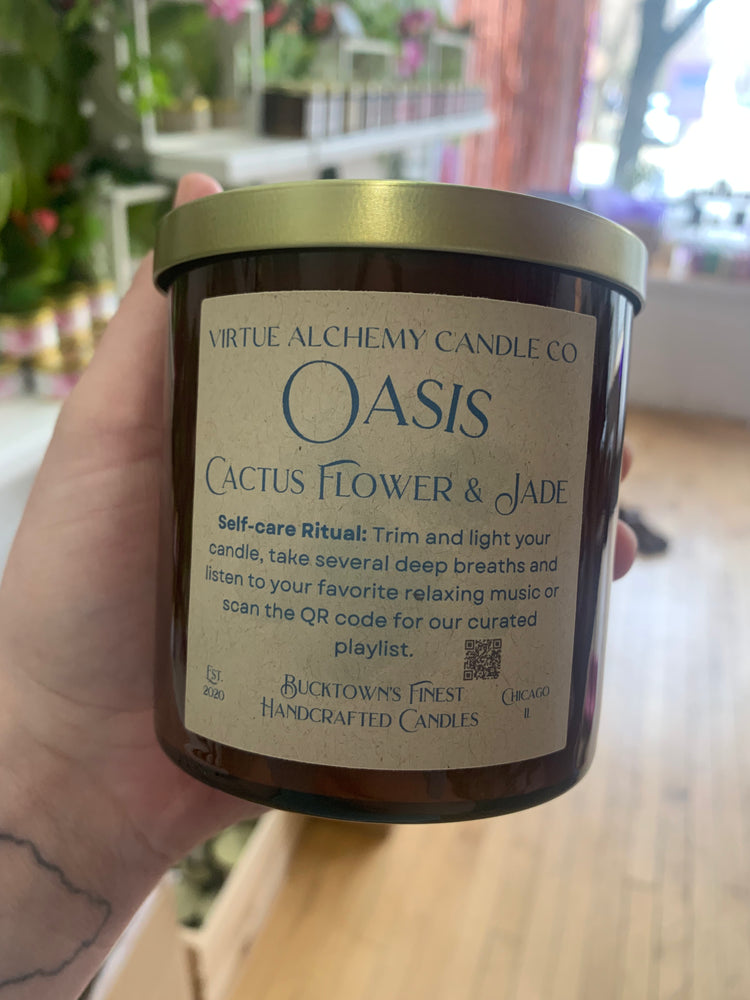 VIRTUE ALCHEMY CANDLE CO
OASIS
CACTUS FLOWER & JADE
Self-care Ritual: Trim and light your
candle, take several deep breaths and
listen to your favorite relaxing music or
scan the QR code for our curated
playlist.
EST.
2020
BUCKTOWN'S FINEST
HANDCRAFTED CANDLES
CHICAGO
IL